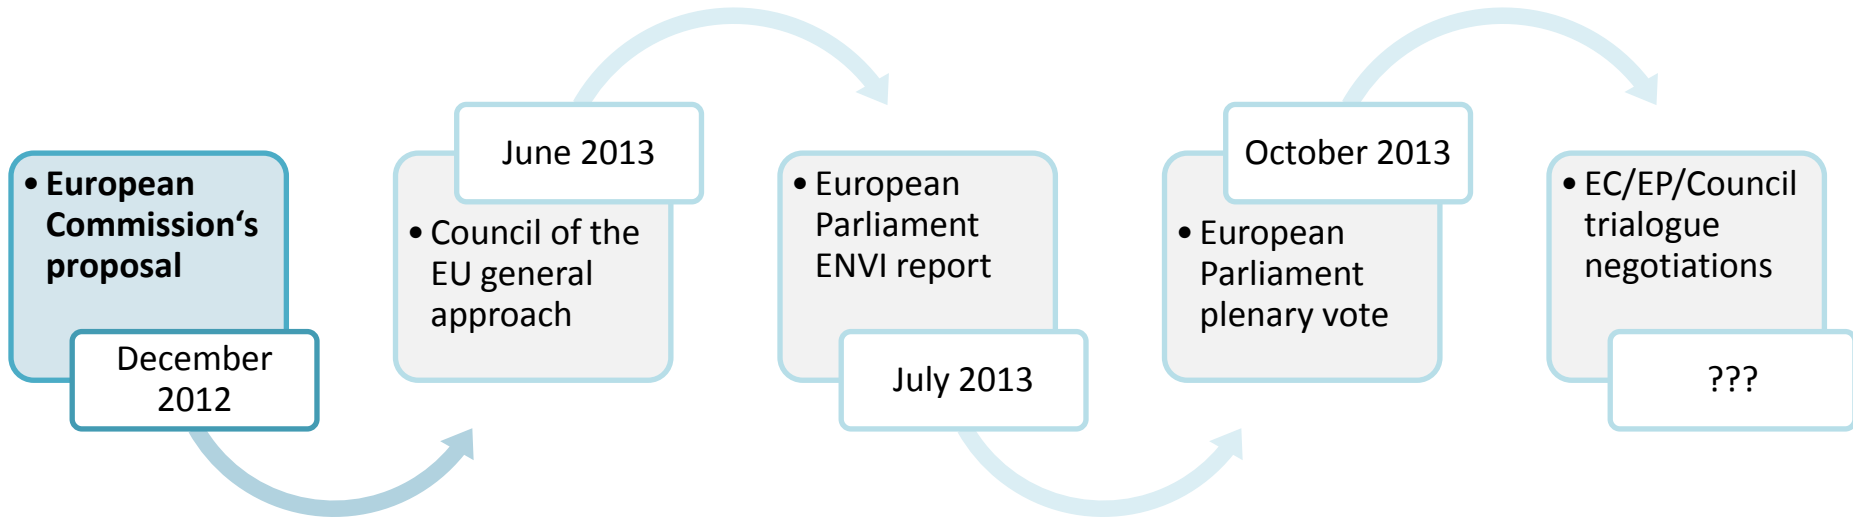 • European
Commission‘s
proposal
December
2012
June 2013
• Council of the
EU general
approach
• European
Parliament
ENVI report
July 2013
October 2013
• European
Parliament
plenary vote
• EC/EP/Council
trialogue
negotiations
???